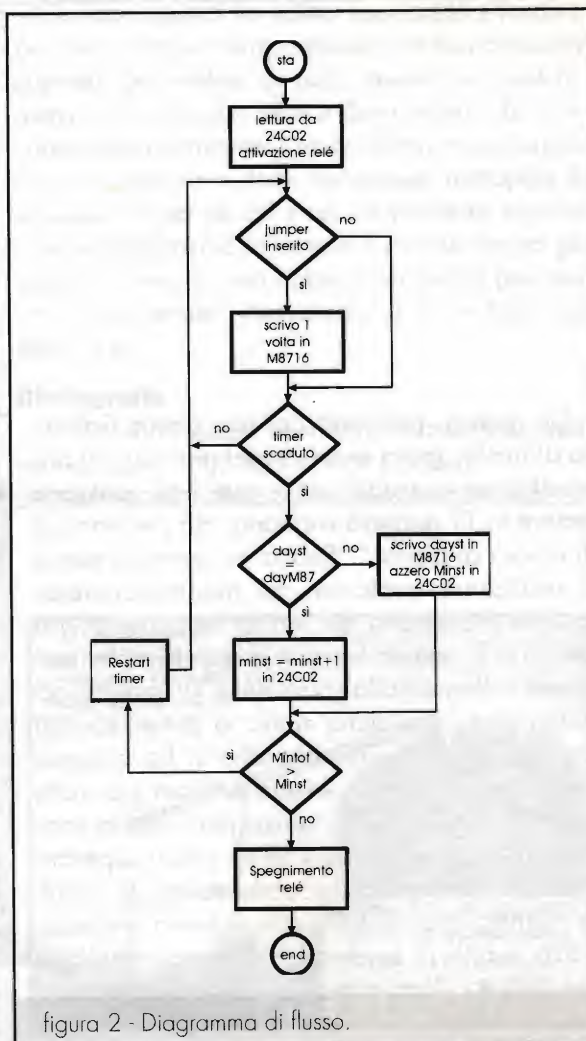 sta
lettura da
24C02
attivazione relé
jumper
inserito
no
sì
scrivo 1
volta in
M8716
timer
scaduto
no
sì
dayst
=
dayM87
no
scrivo dayst in
M8716
azzero Minst in
24C02
sì
minst = minst+1
in 24C02
Restart
timer
sì
Mintot
>
Minst
no
Spegnimento
relé
end
figura 2 - Diagramma di flusso.